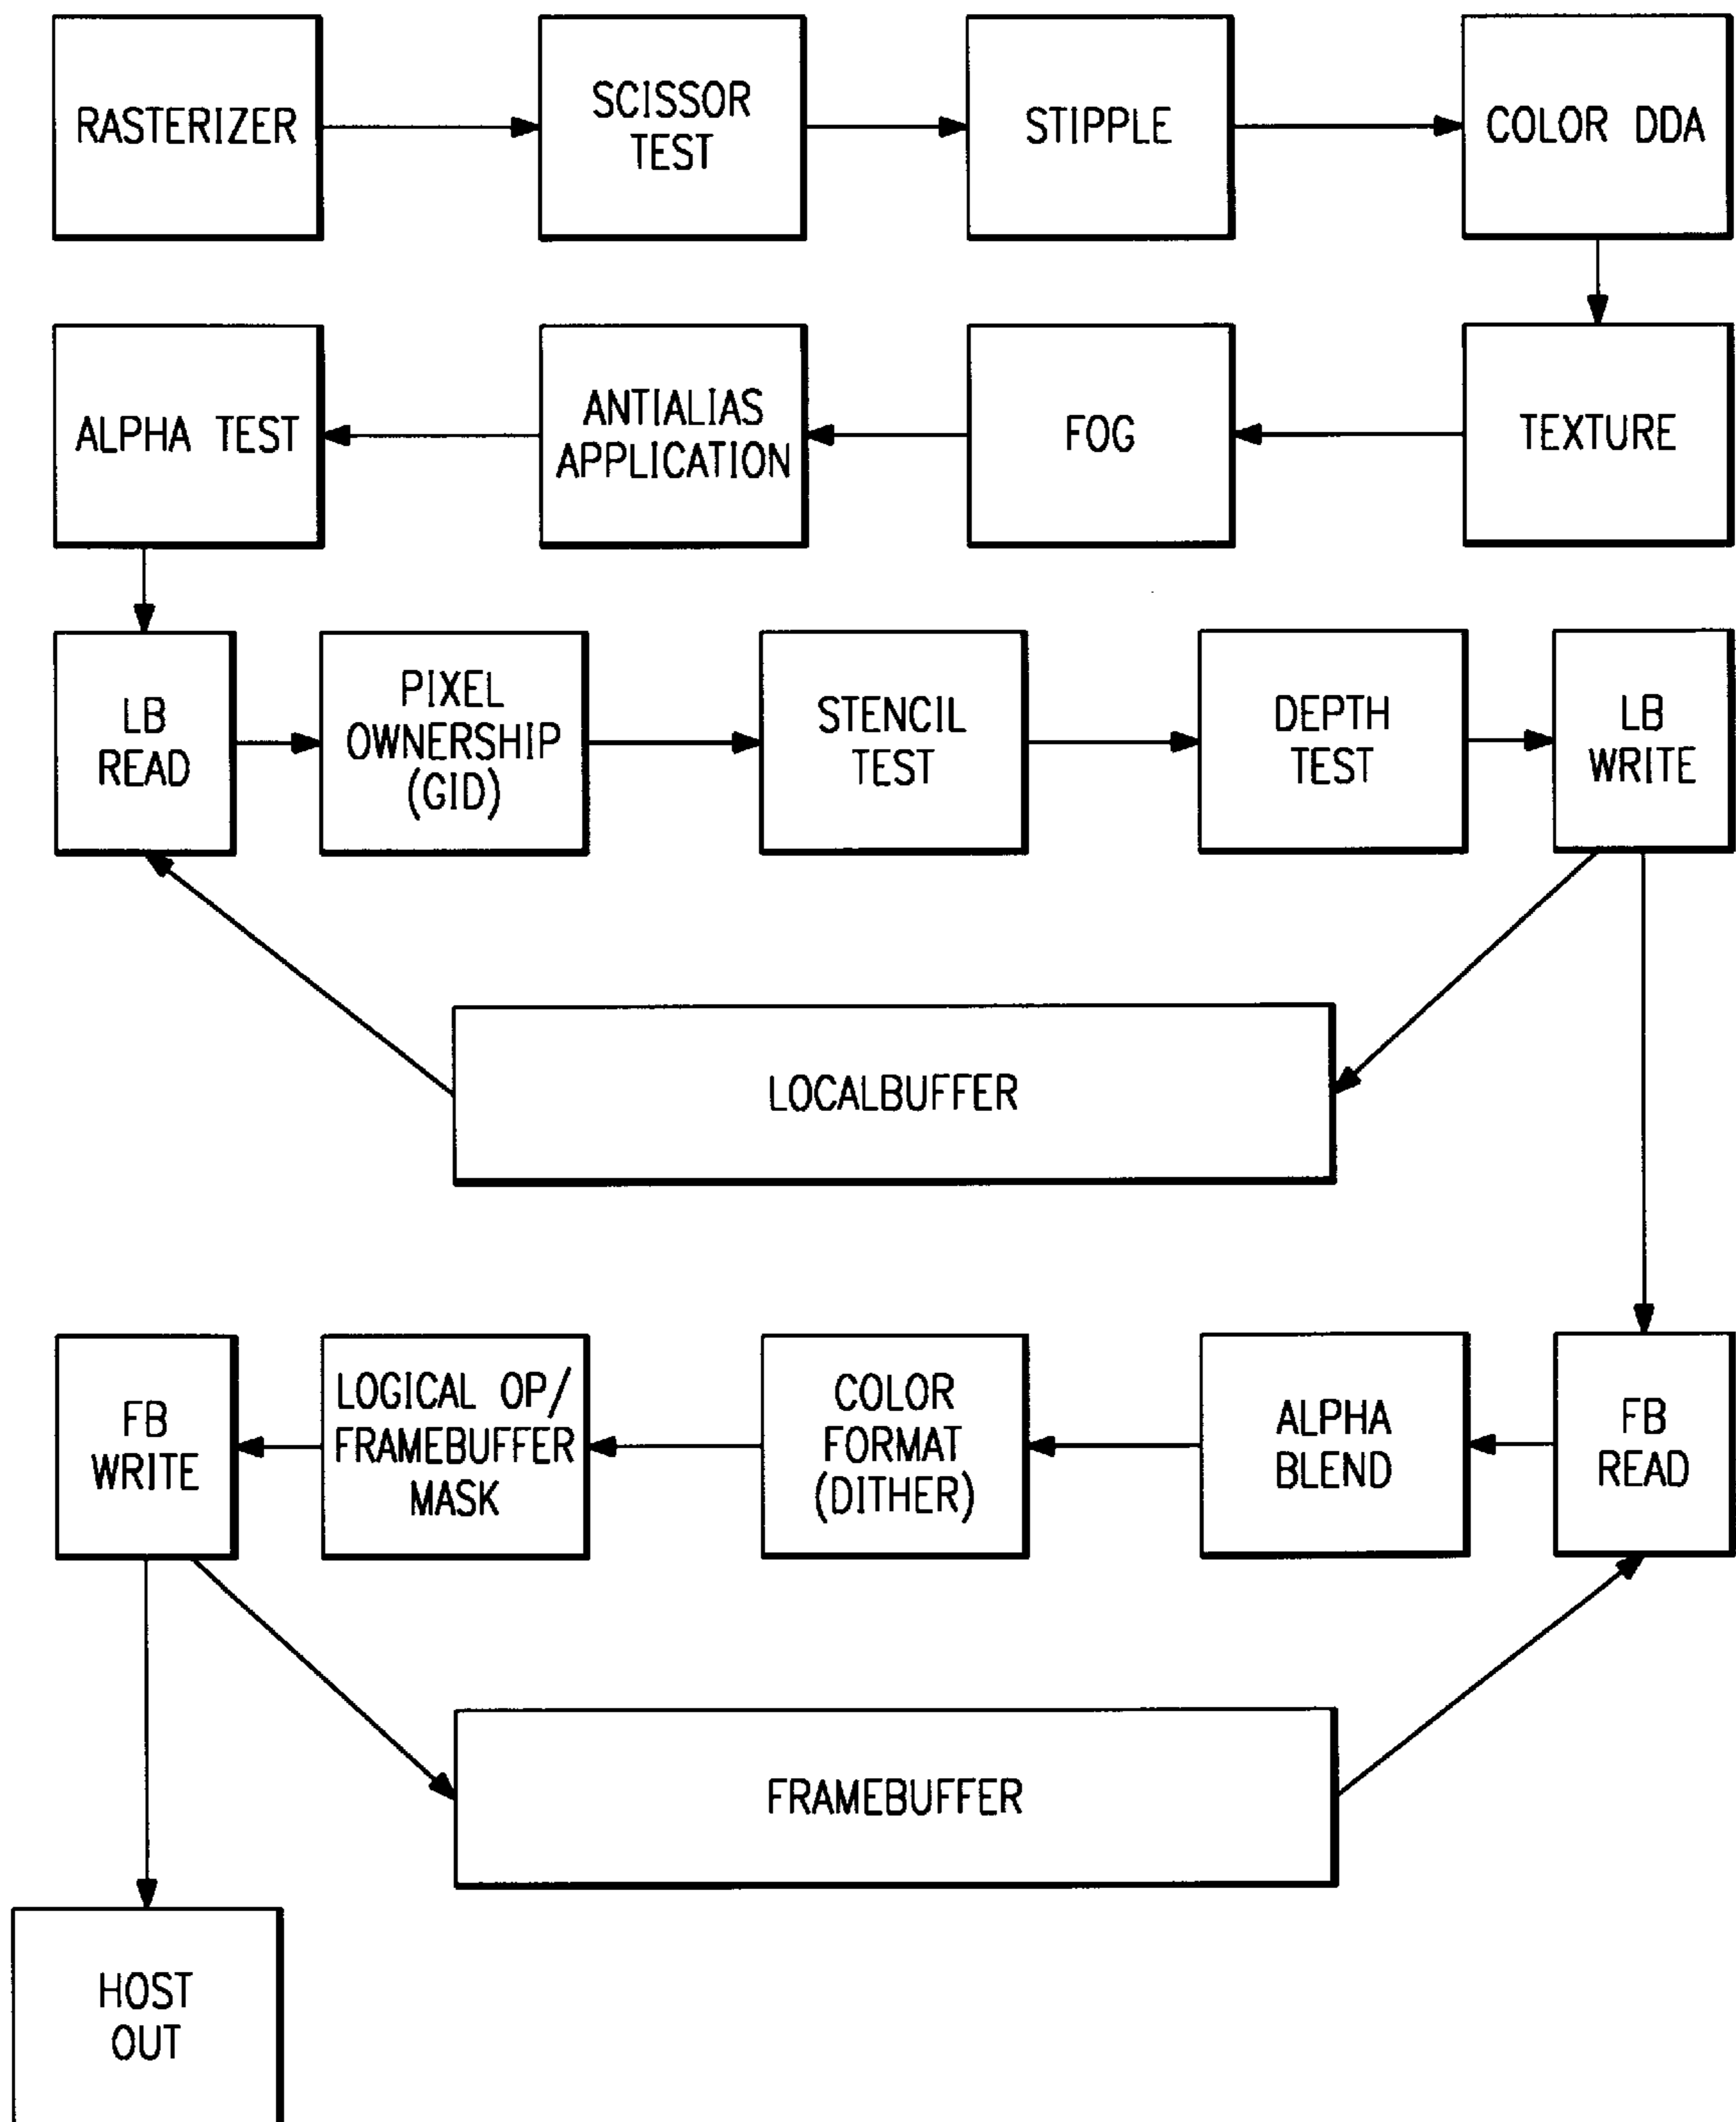 RASTERIZER
SCISSOR
TEST
STIPPLE
COLOR DDA
ALPHA TEST
ANTIALIAS
APPLICATION
FOG
TEXTURE
LB
READ
PIXEL
OWNERSHIP
(GID)
STENCIL
TEST
DEPTH
TEST
LB
WRITE
LOCALBUFFER
FB
WRITE
LOGICAL OP/
FRAMEBUFFER
MASK
COLOR
FORMAT
(DITHER)
ALPHA
BLEND
FB
READ
FRAMEBUFFER
HOST
OUT